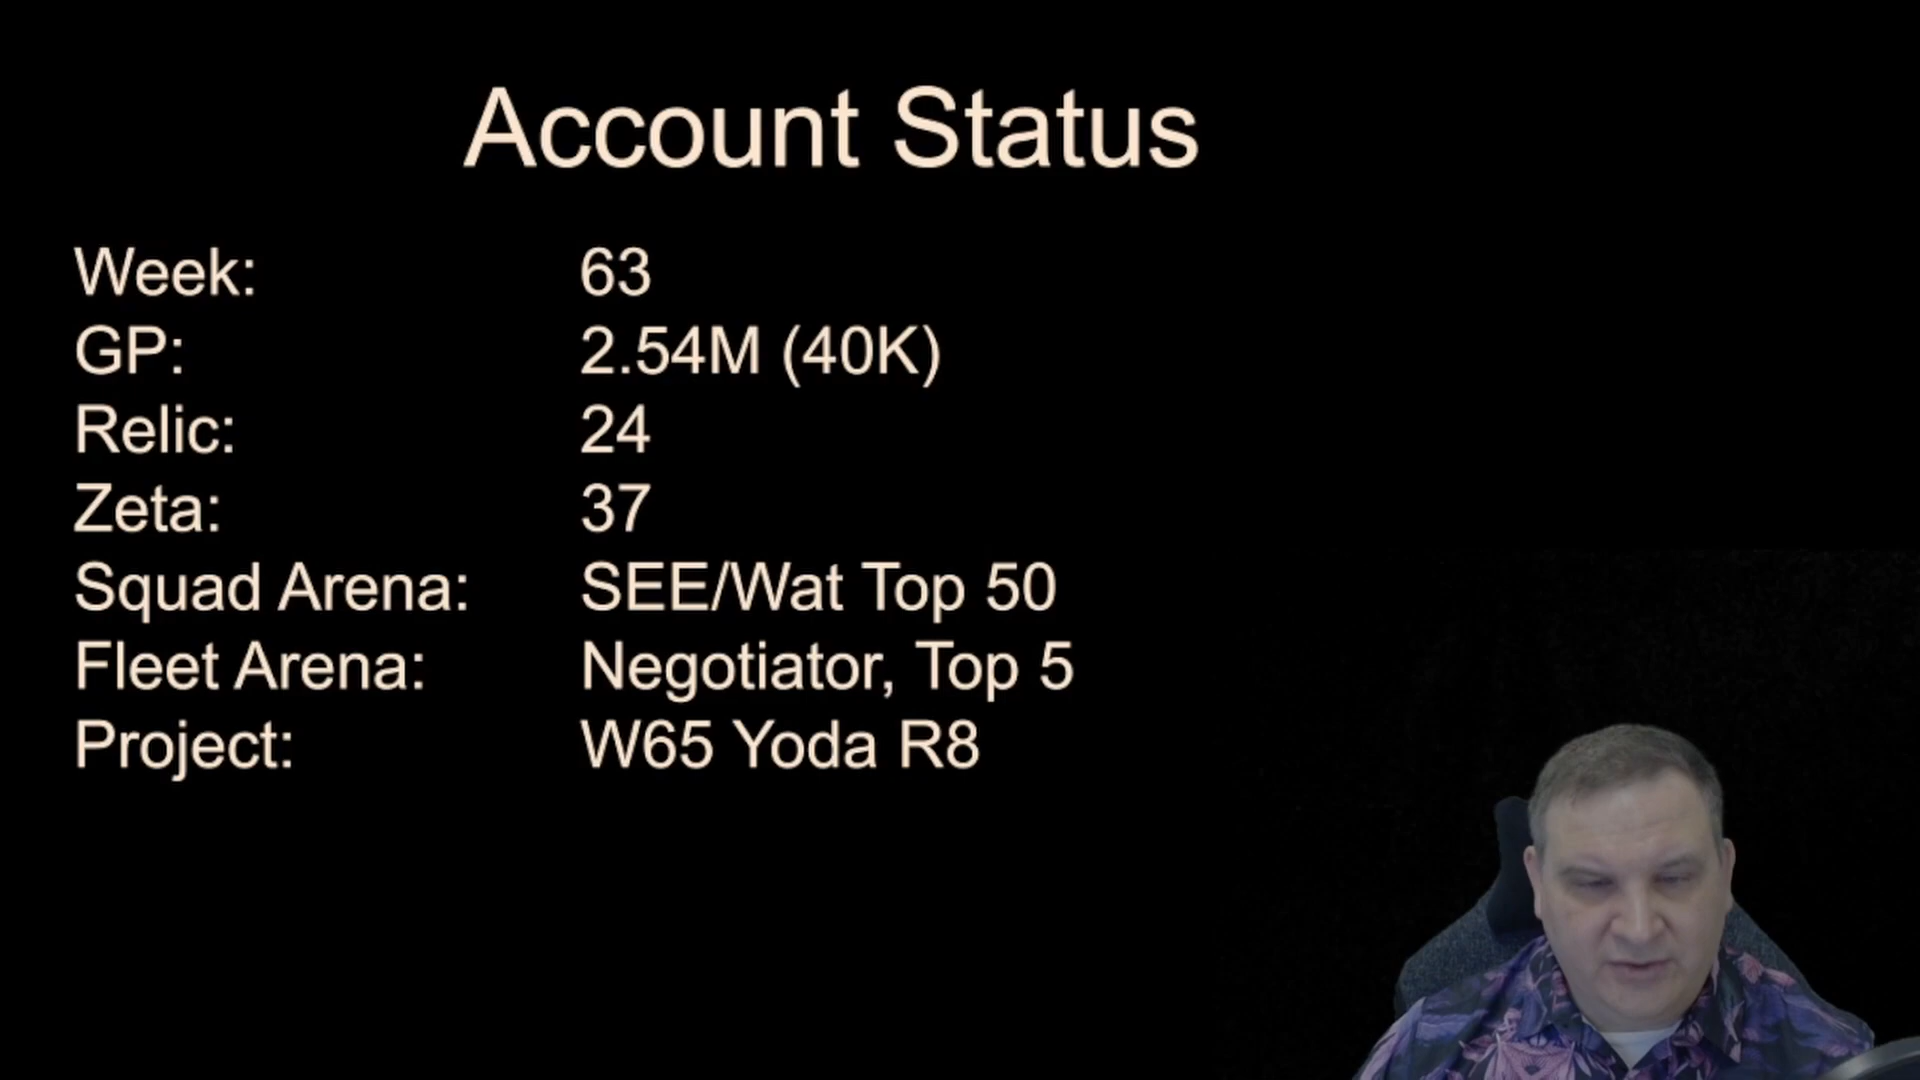 Account Status
Week: 63
GP: 2.54M (40K)
Relic: 24
Zeta: 37
Squad Arena: SEE/Wat Top 50
Fleet Arena: Negotiator, Top 5
Project: W65 Yoda R8